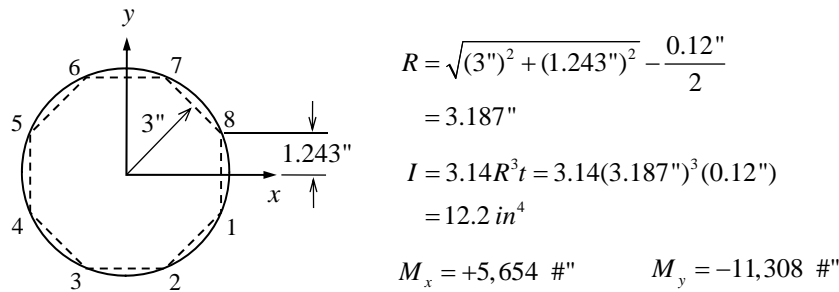 y
6
7
5
8
3"
1.243"
x
4
1
3
2
R = √((3")² + (1.243")²) − 0.12"/2
= 3.187"
I = 3.14R³t = 3.14(3.187")³(0.12")
= 12.2 in⁴
Mₓ = +5,654 #" M_y = −11,308 #"